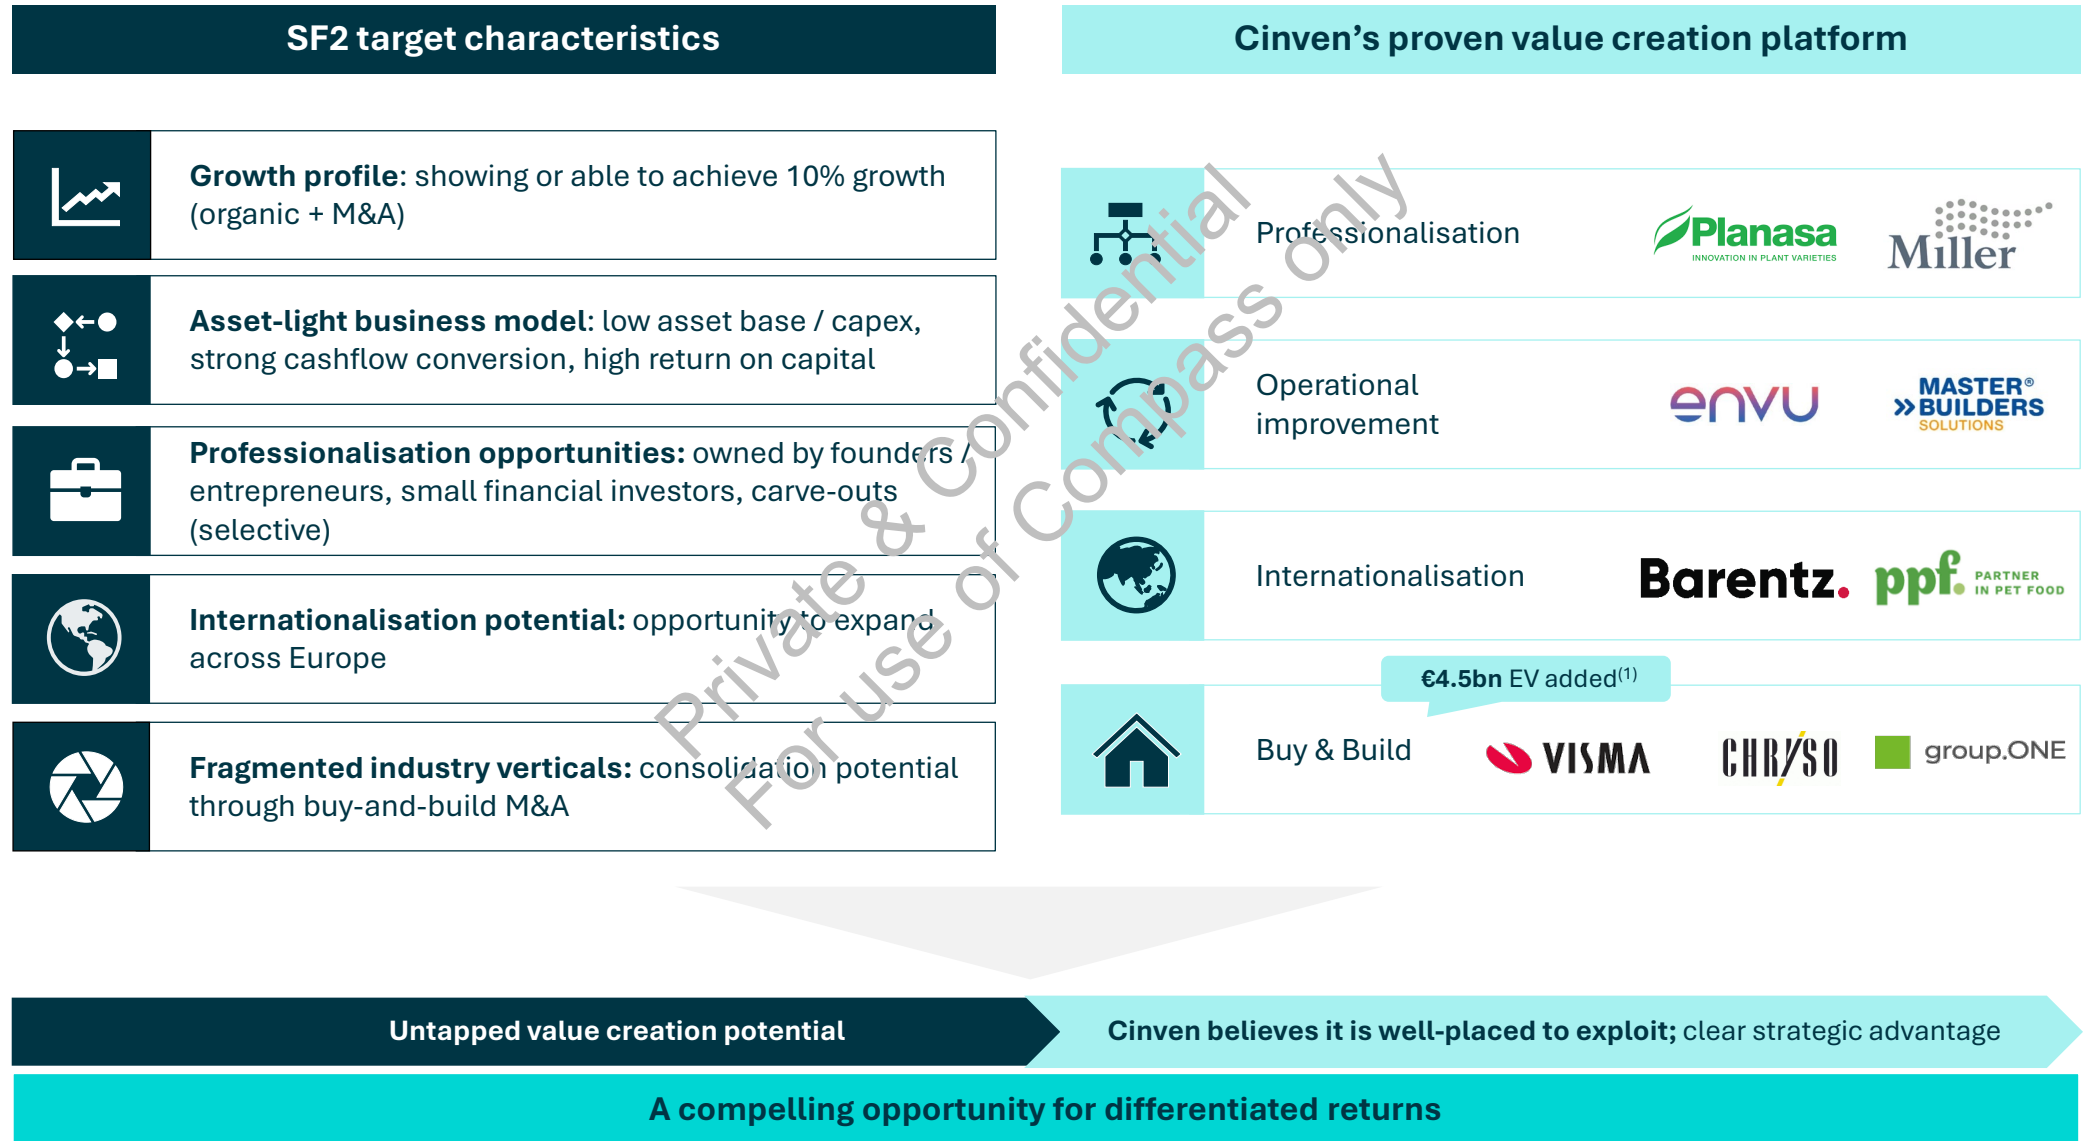 SF2 target characteristics
Growth profile: showing or able to achieve 10% growth
(organic + M&A)
Asset-light business model: low asset base / capex,
strong cashflow conversion, high return on capital
Professionalisation opportunities: owned by founders /
entrepreneurs, small financial investors, carve-outs
(selective)
Internationalisation potential: opportunity to expand
across Europe
Fragmented industry verticals: consolidation potential
through buy-and-build M&A
Cinven’s proven value creation platform
Professionalisation
Planasa
INNOVATION IN PLANT VARIETIES
Miller
Operational
improvement
envu
MASTER®
BUILDERS
SOLUTIONS
Internationalisation
Barentz.
ppf. PARTNER
IN PET FOOD
€4.5bn EV added(1)
Buy & Build
VISMA
CHRYSO
group.ONE
Private & Confidential
For use of Compass only
Untapped value creation potential
Cinven believes it is well-placed to exploit; clear strategic advantage
A compelling opportunity for differentiated returns